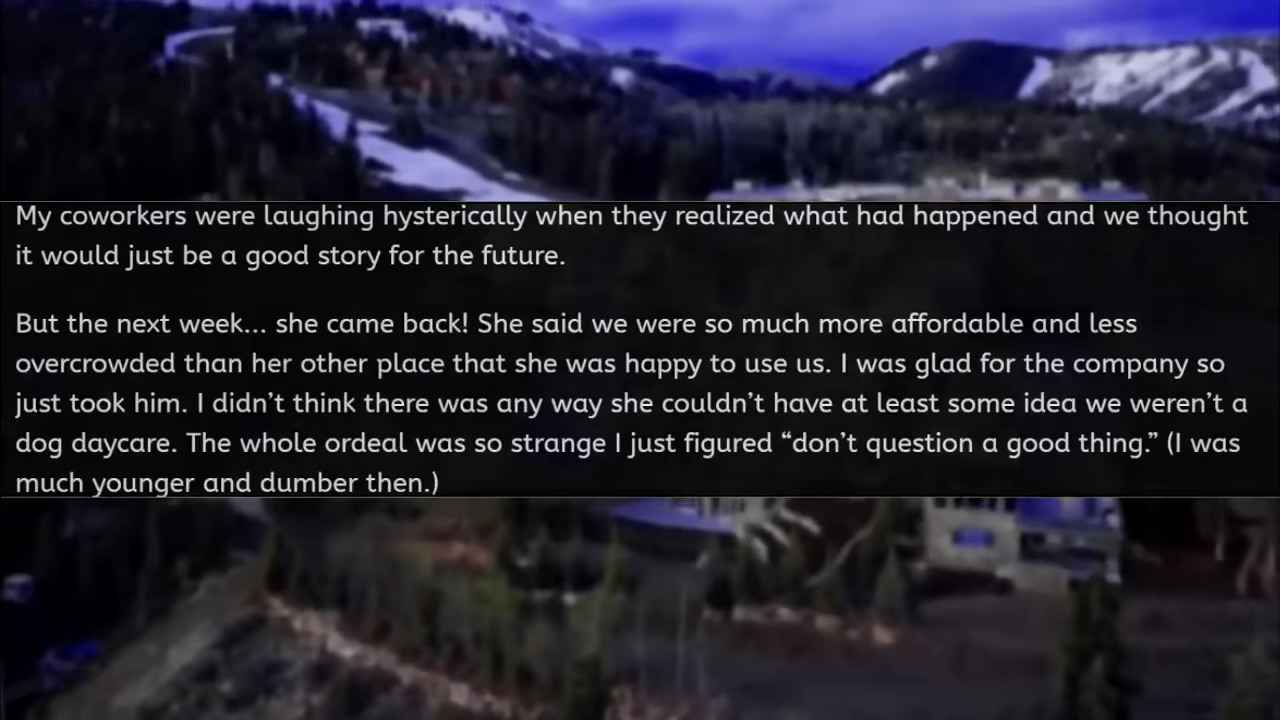 My coworkers were laughing hysterically when they realized what had happened and we thought
it would just be a good story for the future.
But the next week... she came back! She said we were so much more affordable and less
overcrowded than her other place that she was happy to use us. I was glad for the company so
just took him. I didn’t think there was any way she couldn’t have at least some idea we weren’t a
dog daycare. The whole ordeal was so strange I just figured “don’t question a good thing.” (I was
much younger and dumber then.)